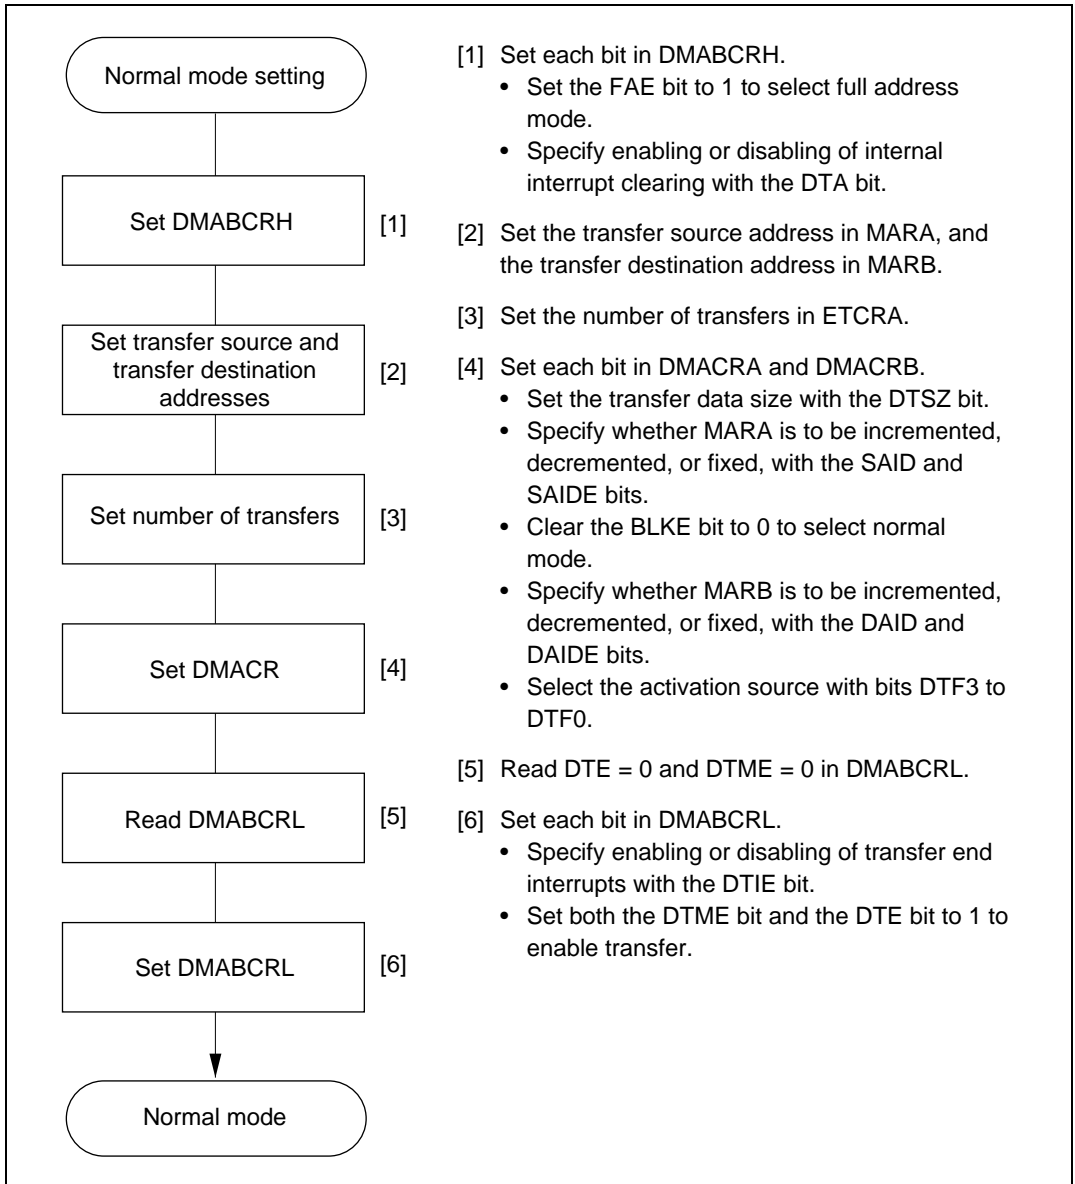 Normal mode setting
Set DMABCRH
[1]
Set transfer source and
transfer destination
addresses
[2]
Set number of transfers
[3]
Set DMACR
[4]
Read DMABCRL
[5]
Set DMABCRL
[6]
Normal mode
[1] Set each bit in DMABCRH.
• Set the FAE bit to 1 to select full address
mode.
• Specify enabling or disabling of internal
interrupt clearing with the DTA bit.
[2] Set the transfer source address in MARA, and
the transfer destination address in MARB.
[3] Set the number of transfers in ETCRA.
[4] Set each bit in DMACRA and DMACRB.
• Set the transfer data size with the DTSZ bit.
• Specify whether MARA is to be incremented,
decremented, or fixed, with the SAID and
SAIDE bits.
• Clear the BLKE bit to 0 to select normal
mode.
• Specify whether MARB is to be incremented,
decremented, or fixed, with the DAID and
DAIDE bits.
• Select the activation source with bits DTF3 to
DTF0.
[5] Read DTE = 0 and DTME = 0 in DMABCRL.
[6] Set each bit in DMABCRL.
• Specify enabling or disabling of transfer end
interrupts with the DTIE bit.
• Set both the DTME bit and the DTE bit to 1 to
enable transfer.